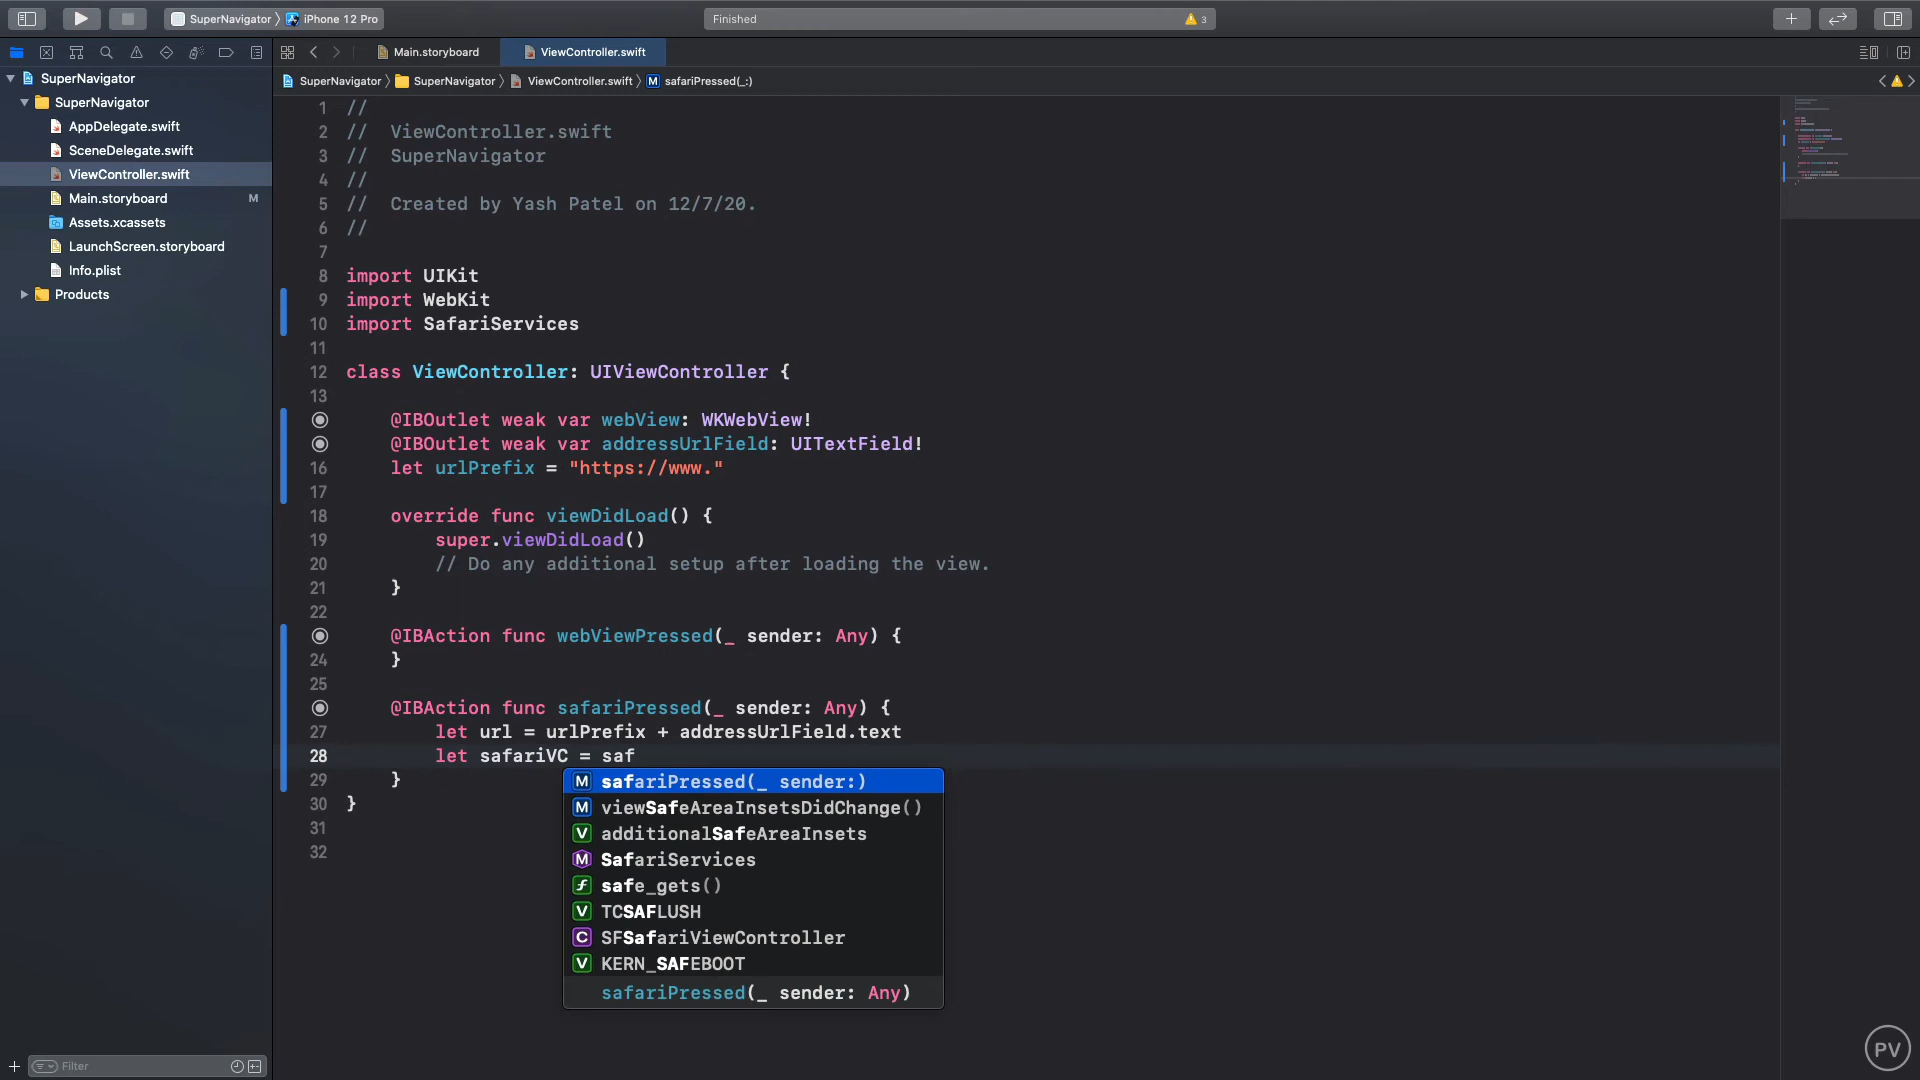 SuperNavigator
iPhone 12 Pro
Finished
3
Main.storyboard
ViewController.swift
SuperNavigator
SuperNavigator
ViewController.swift
M safariPressed(_:)
SuperNavigator
SuperNavigator
AppDelegate.swift
SceneDelegate.swift
ViewController.swift
Main.storyboard M
Assets.xcassets
LaunchScreen.storyboard
Info.plist
Products
1 //
2 //  ViewController.swift
3 //  SuperNavigator
4 //
5 //  Created by Yash Patel on 12/7/20.
6 //
7
8 import UIKit
9 import WebKit
10 import SafariServices
11
12 class ViewController: UIViewController {
13
@IBOutlet weak var webView: WKWebView!
@IBOutlet weak var addressUrlField: UITextField!
16 let urlPrefix = "https://www."
17
18 override func viewDidLoad() {
19 super.viewDidLoad()
20 // Do any additional setup after loading the view.
21 }
22
@IBAction func webViewPressed(_ sender: Any) {
24 }
25
@IBAction func safariPressed(_ sender: Any) {
27 let url = urlPrefix + addressUrlField.text
28 let safariVC = saf
29 }
30 }
31
32
M safariPressed(_ sender:)
M viewSafeAreaInsetsDidChange()
V additionalSafeAreaInsets
M SafariServices
f safe_gets()
V TCSAFLUSH
C SFSafariViewController
V KERN_SAFEBOOT
safariPressed(_ sender: Any)
Filter
PV